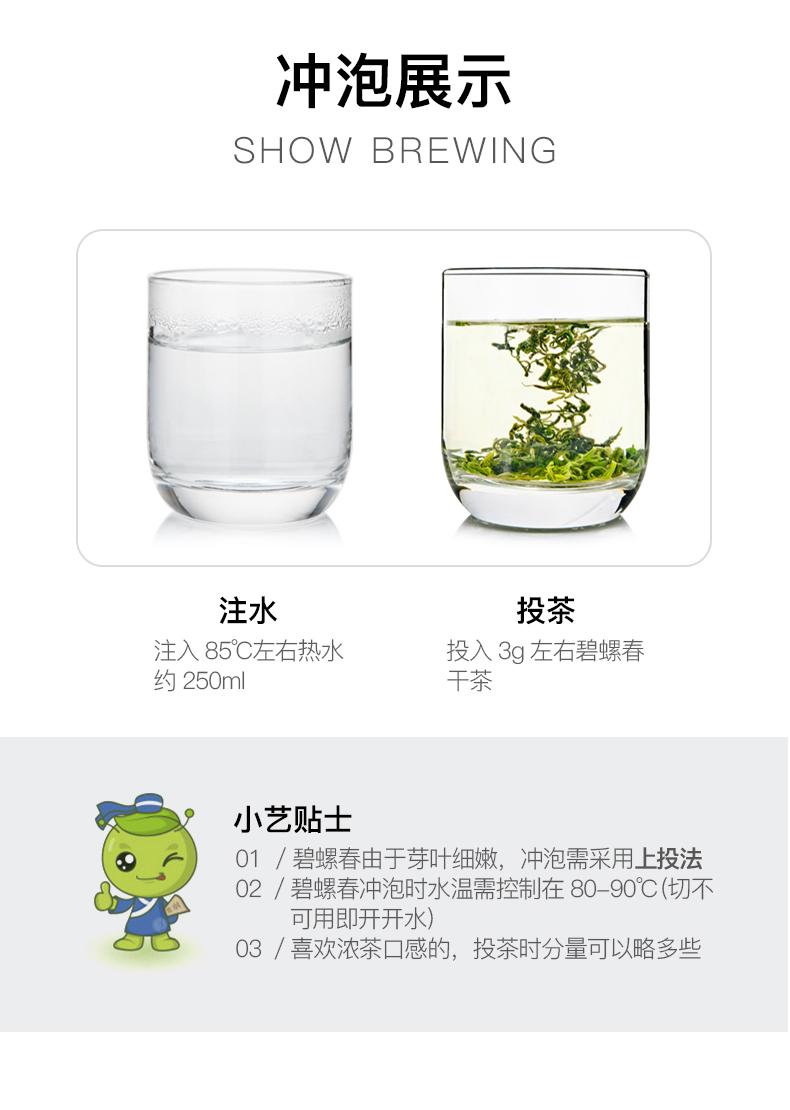 冲泡展示
SHOW BREWING
注水
注入 85℃左右热水
约 250ml
投茶
投入 3g 左右碧螺春
干茶
小艺贴士
01 / 碧螺春由于芽叶细嫩，冲泡需采用上投法
02 / 碧螺春冲泡时水温需控制在 80-90℃(切不
可用即开开水)
03 / 喜欢浓茶口感的，投茶时分量可以略多些